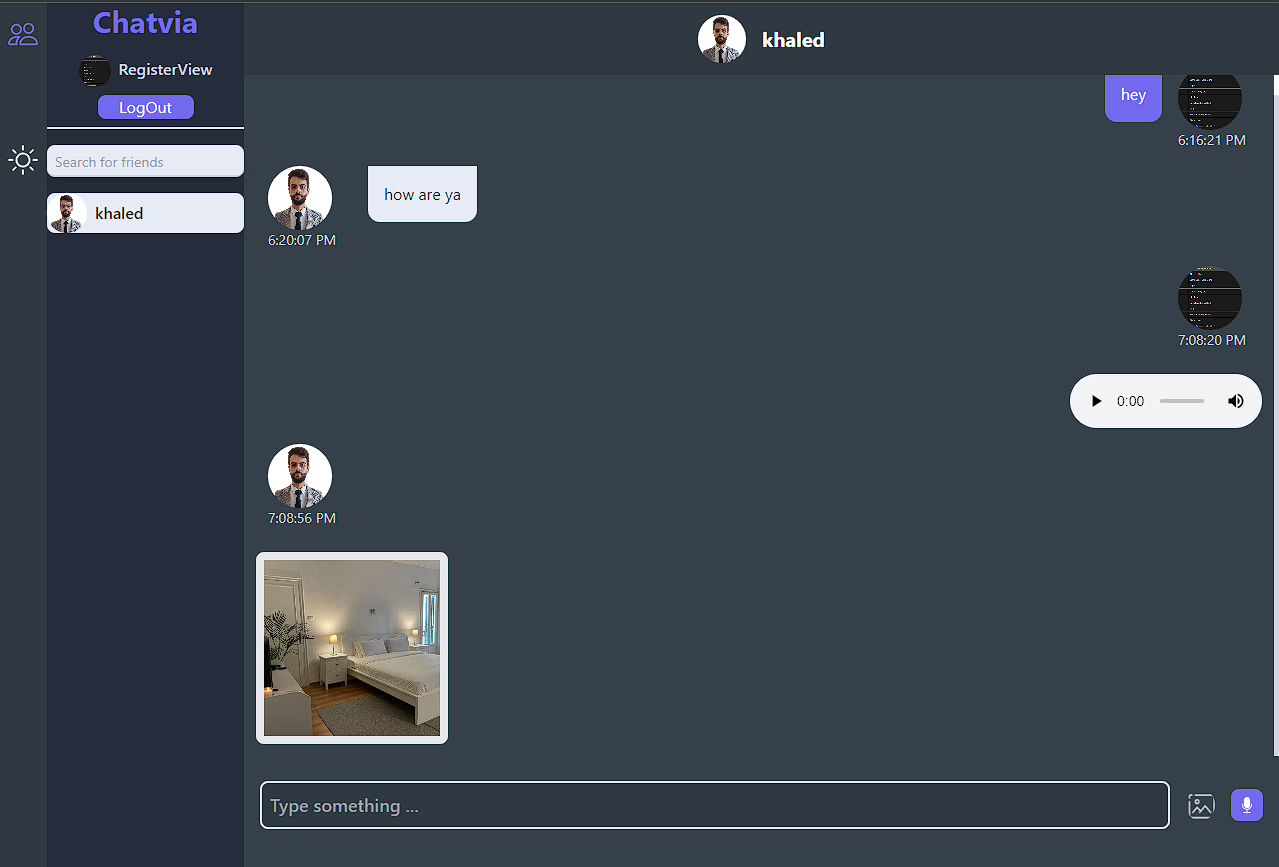 Chatvia
RegisterView
LogOut
Search for friends
khaled
khaled
hey
6:16:21 PM
how are ya
6:20:07 PM
7:08:20 PM
0:00
7:08:56 PM
Type something ...